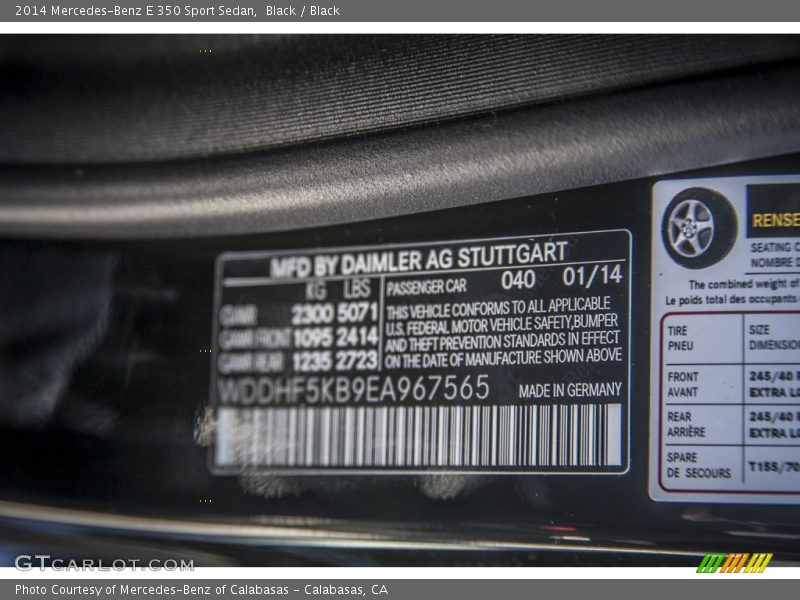 2014 Mercedes-Benz E 350 Sport Sedan, Black / Black
MFD BY DAIMLER AG STUTTGART
KG LBS
GVWR 2300 5071
GAWR FRONT 1095 2414
GAWR REAR 1235 2723
PASSENGER CAR 040 01/14
THIS VEHICLE CONFORMS TO ALL APPLICABLE
U.S. FEDERAL MOTOR VEHICLE SAFETY,BUMPER
AND THEFT PREVENTION STANDARDS IN EFFECT
ON THE DATE OF MANUFACTURE SHOWN ABOVE
WDDHF5KB9EA967565 MADE IN GERMANY
RENSE
SEATING C
NOMBRE D
The combined weight of
Le poids total des occupants
TIRE SIZE
PNEU DIMENSIO
FRONT 245/40 R
AVANT EXTRA LO
REAR 245/40 R
ARRIÈRE EXTRA LO
SPARE T155/70
DE SECOURS
GTCARLOT.COM
Photo Courtesy of Mercedes-Benz of Calabasas - Calabasas, CA